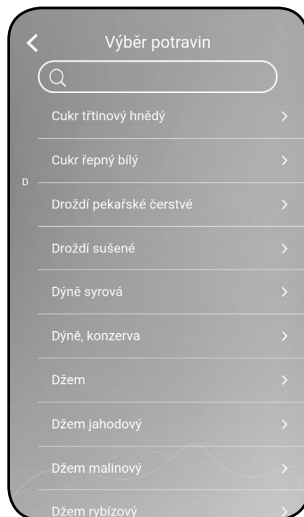 Výběr potravin
Cukr třtinový hnědý
Cukr řepný bílý
D
Droždí pekařské čerstvé
Droždí sušené
Dýně syrová
Dýně, konzerva
Džem
Džem jahodový
Džem malinový
Džem rybízový